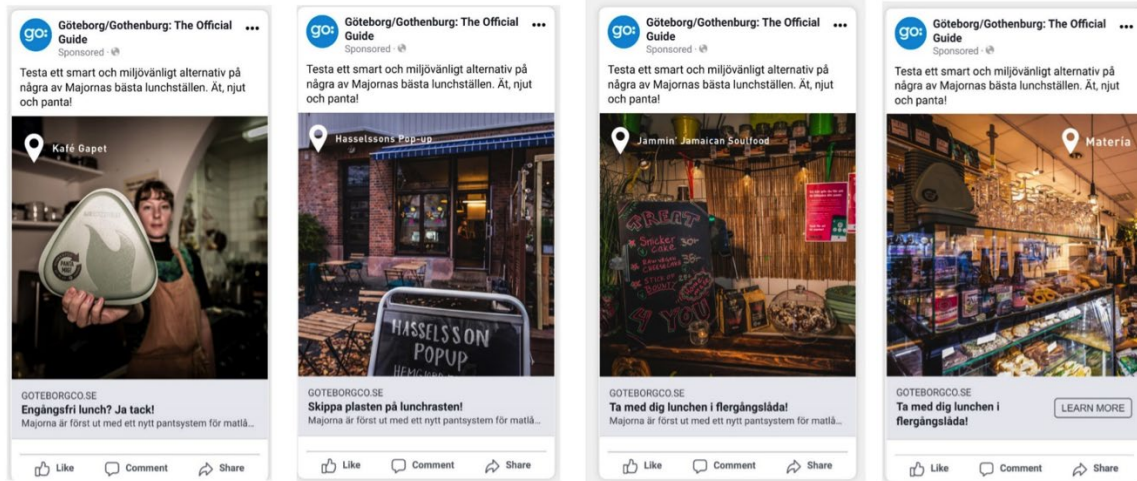 go:
Göteborg/Gothenburg: The Official
Guide
Sponsored ·
Testa ett smart och miljövänligt alternativ på
några av Majornas bästa lunchställen. Ät, njut
och panta!
Kafé Gapet
PANTA
MIG!
GOTEBORGCO.SE
Engångsfri lunch? Ja tack!
Majorna är först ut med ett nytt pantsystem för matlå...
Like Comment Share
go:
Göteborg/Gothenburg: The Official
Guide
Sponsored ·
Testa ett smart och miljövänligt alternativ på
några av Majornas bästa lunchställen. Ät, njut
och panta!
Hasselssons Pop-up
HASSELSSON
POPUP
GOTEBORGCO.SE
Skippa plasten på lunchrasten!
Majorna är först ut med ett nytt pantsystem för matlå...
Like Comment Share
go:
Göteborg/Gothenburg: The Official
Guide
Sponsored ·
Testa ett smart och miljövänligt alternativ på
några av Majornas bästa lunchställen. Ät, njut
och panta!
Jammin' Jamaican Soulfood
TREAT
Snicker
cake 30:-
RAW VEGAN
CHEESECAKE 38:-
BOUNTY
4 YOU
GOTEBORGCO.SE
Ta med dig lunchen i flergångslåda!
Majorna är först ut med ett nytt pantsystem för matlå...
Like Comment Share
go:
Göteborg/Gothenburg: The Official
Guide
Sponsored ·
Testa ett smart och miljövänligt alternativ på
några av Majornas bästa lunchställen. Ät, njut
och panta!
Materia
GOTEBORGCO.SE
Ta med dig lunchen i
flergångslåda!
LEARN MORE
Like Comment Share